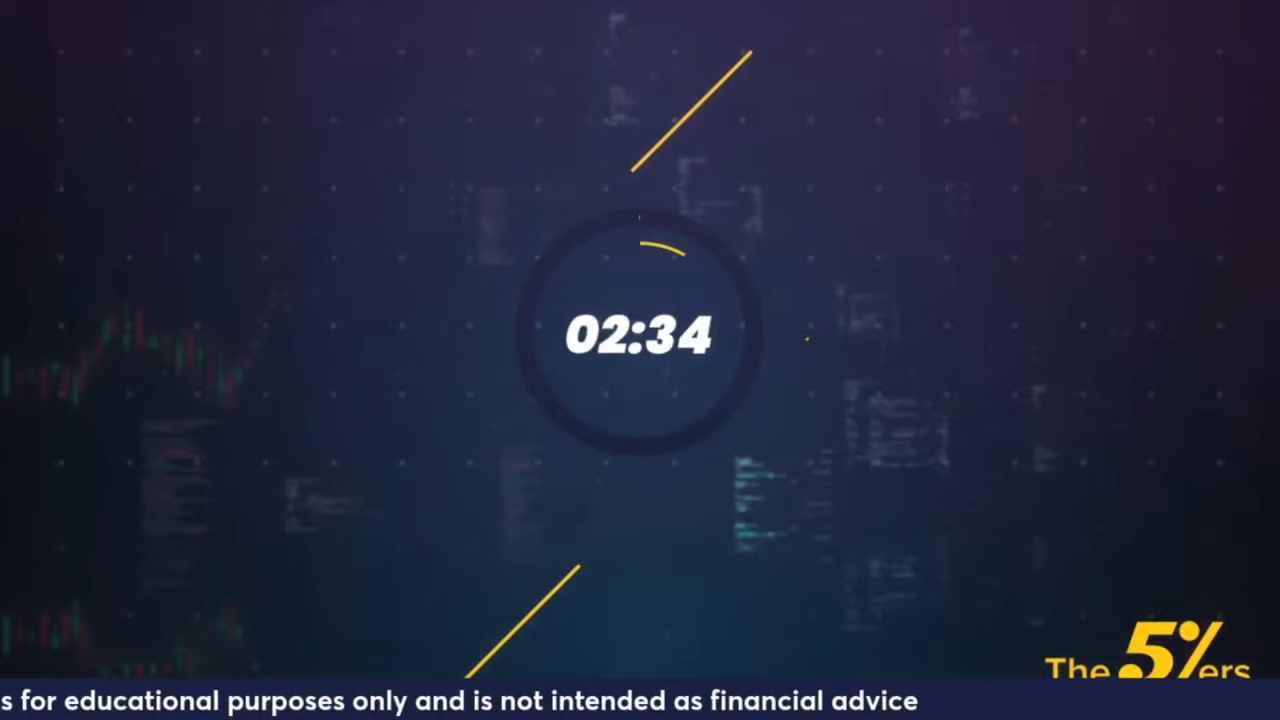 02:34
The 5%ers
s for educational purposes only and is not intended as financial advice